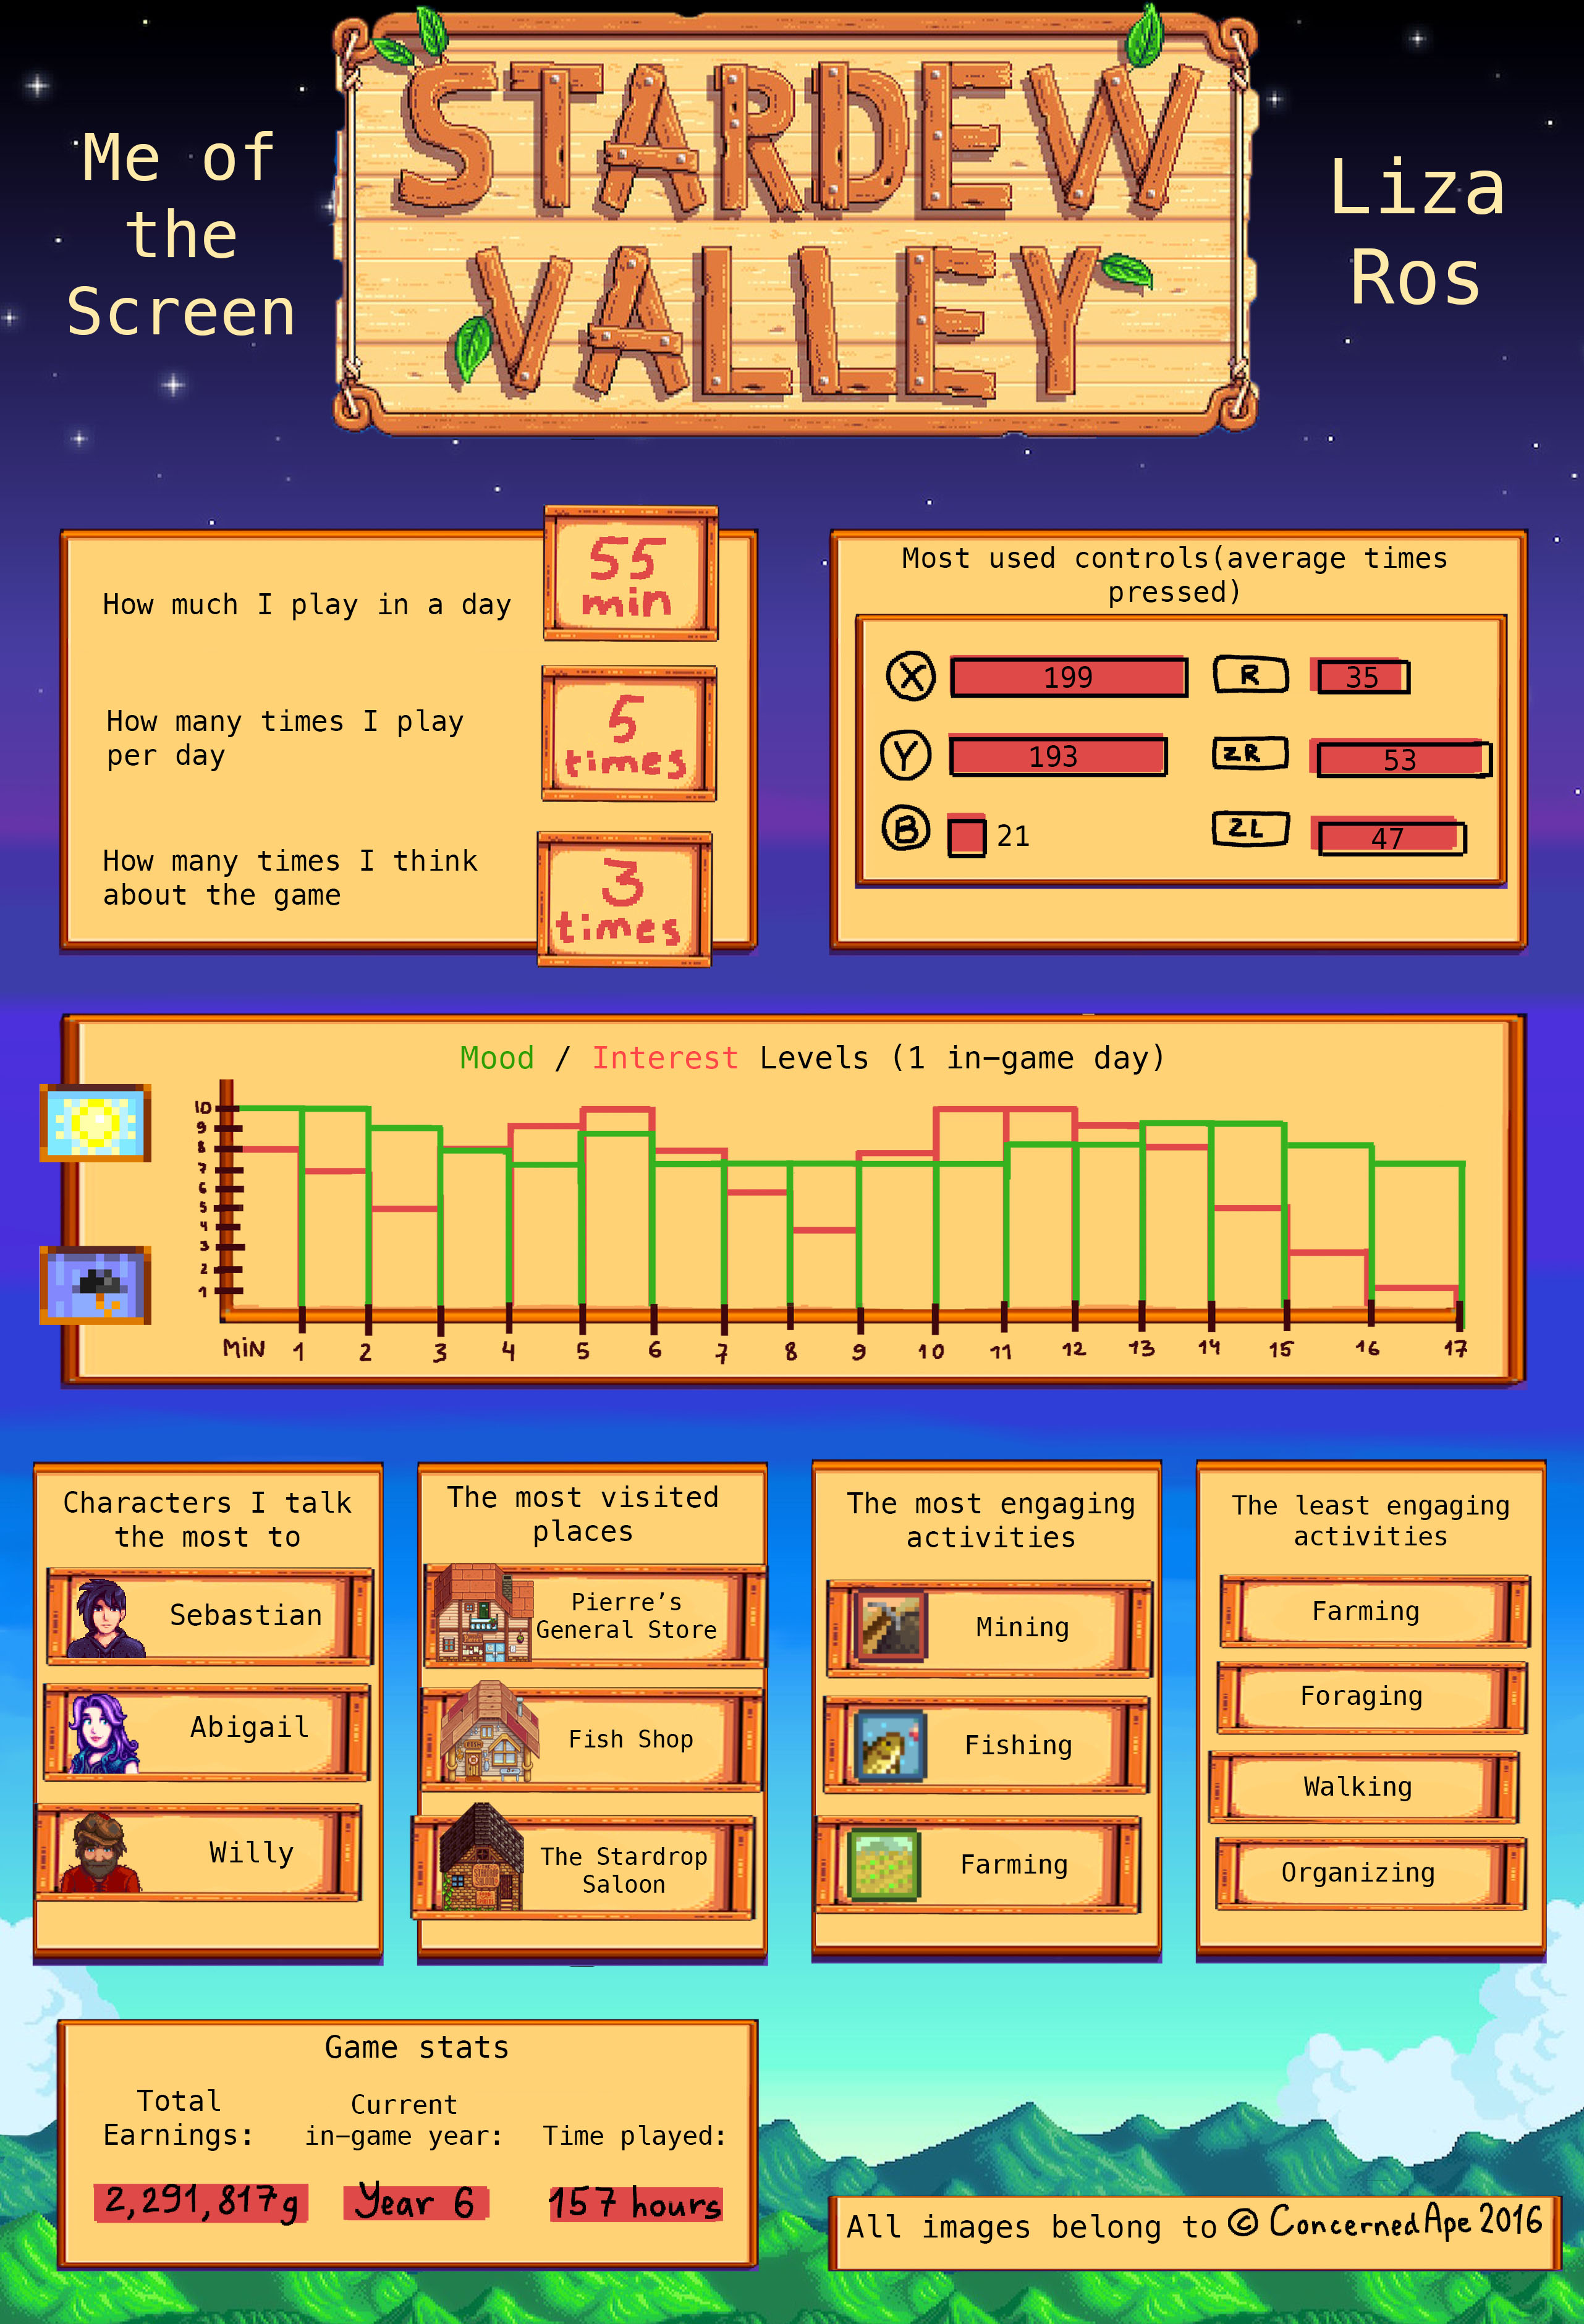 STARDEW
VALLEY
Me of
the
Screen
Liza
Ros
How much I play in a day
55
min
How many times I play
per day
5
times
How many times I think
about the game
3
times
Most used controls(average times
pressed)
X 199
R 35
Y 193
ZR 53
B 21
ZL 47
Mood / Interest Levels (1 in-game day)
10
9
8
7
6
5
4
3
2
1
MIN 1 2 3 4 5 6 7 8 9 10 11 12 13 14 15 16 17
Characters I talk
the most to
Sebastian
Abigail
Willy
The most visited
places
Pierre’s
General Store
Fish Shop
The Stardrop
Saloon
The most engaging
activities
Mining
Fishing
Farming
The least engaging
activities
Farming
Foraging
Walking
Organizing
Game stats
Total
Earnings:
2,291,817g
Current
in-game year:
Year 6
Time played:
157 hours
All images belong to © ConcernedApe 2016